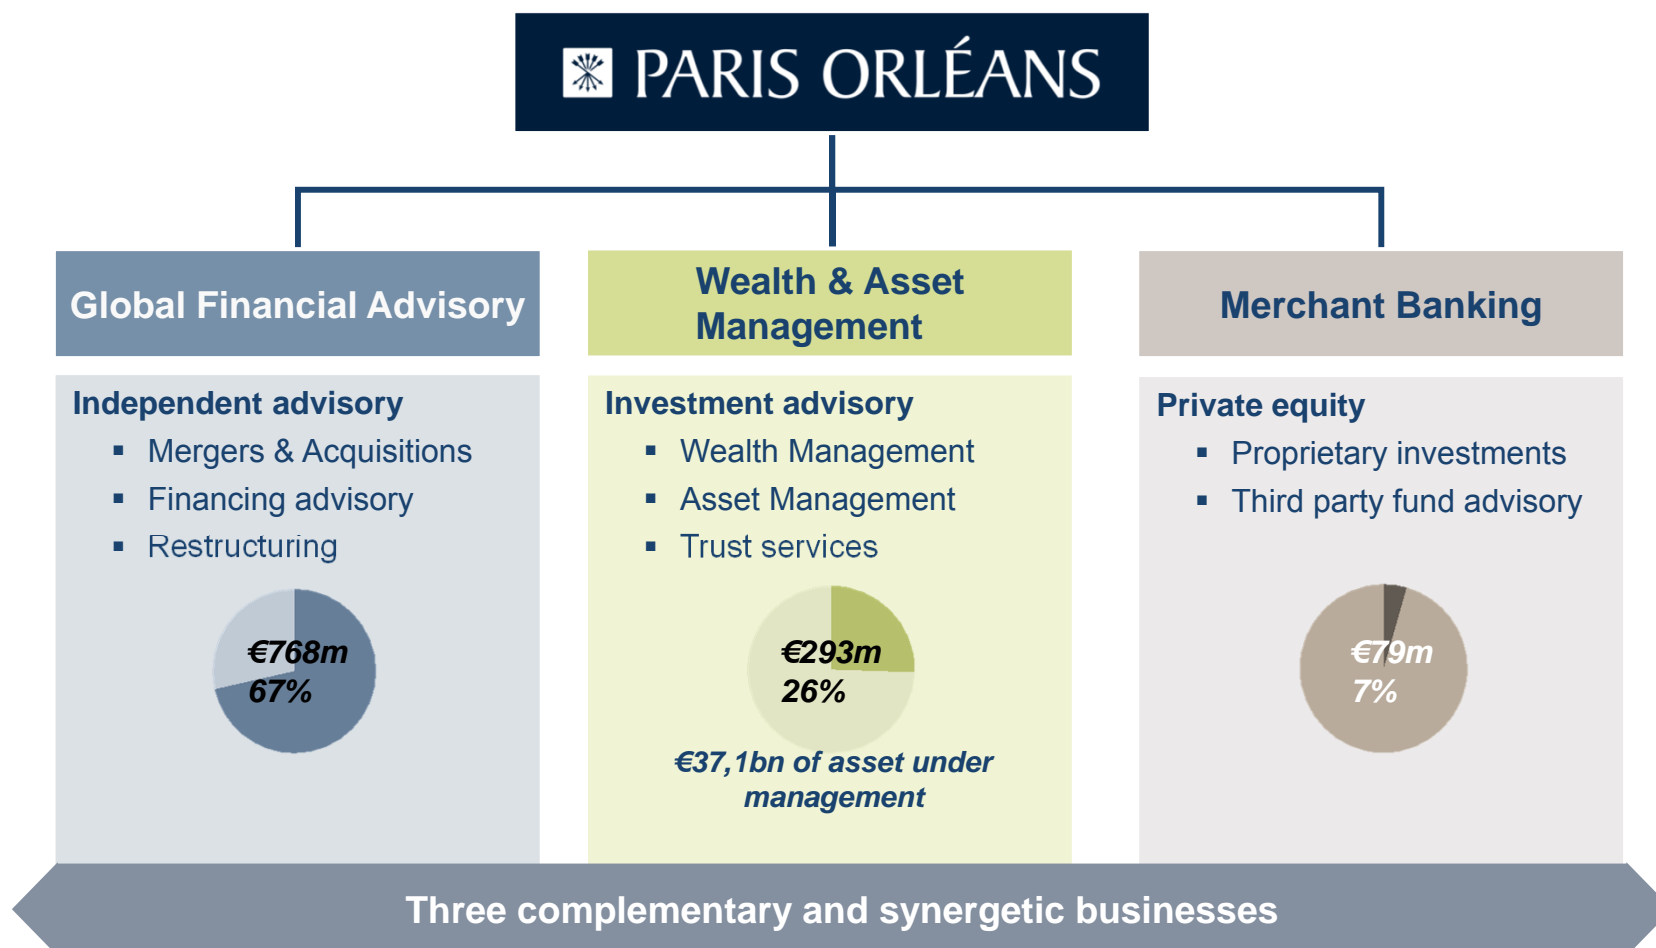 PARIS ORLÉANS
Global Financial Advisory
Independent advisory
▪ Mergers & Acquisitions
▪ Financing advisory
▪ Restructuring
€768m
67%
Wealth & Asset
Management
Investment advisory
▪ Wealth Management
▪ Asset Management
▪ Trust services
€293m
26%
€37,1bn of asset under
management
Merchant Banking
Private equity
▪ Proprietary investments
▪ Third party fund advisory
€79m
7%
Three complementary and synergetic businesses